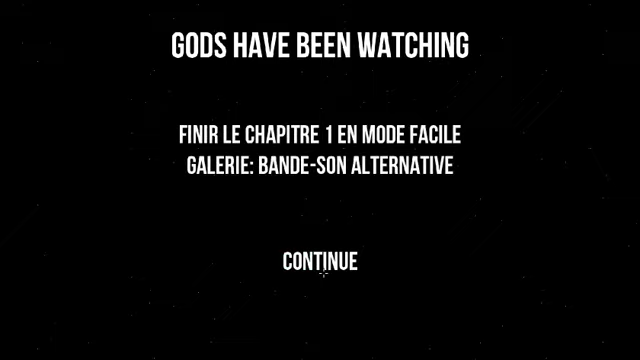 GODS HAVE BEEN WATCHING
FINIR LE CHAPITRE 1 EN MODE FACILE
GALERIE: BANDE-SON ALTERNATIVE
CONTINUE